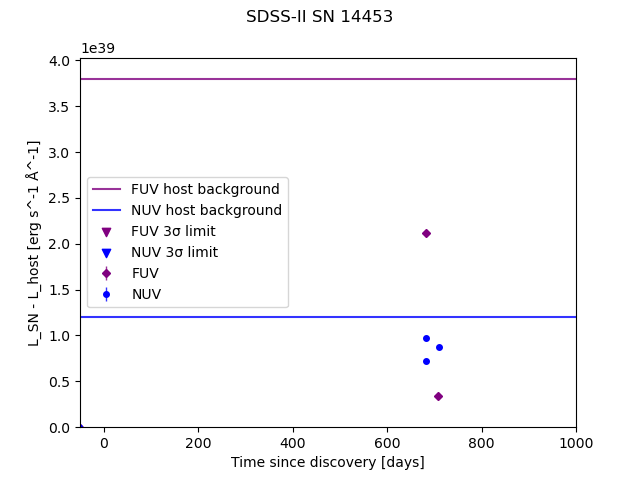 SDSS-II SN 14453
1e39
4.0
3.5
3.0
2.5
2.0
1.5
1.0
0.5
0.0
L_SN - L_host [erg s^-1 Å^-1]
FUV host background
NUV host background
FUV 3σ limit
NUV 3σ limit
FUV
NUV
0 200 400 600 800 1000
Time since discovery [days]